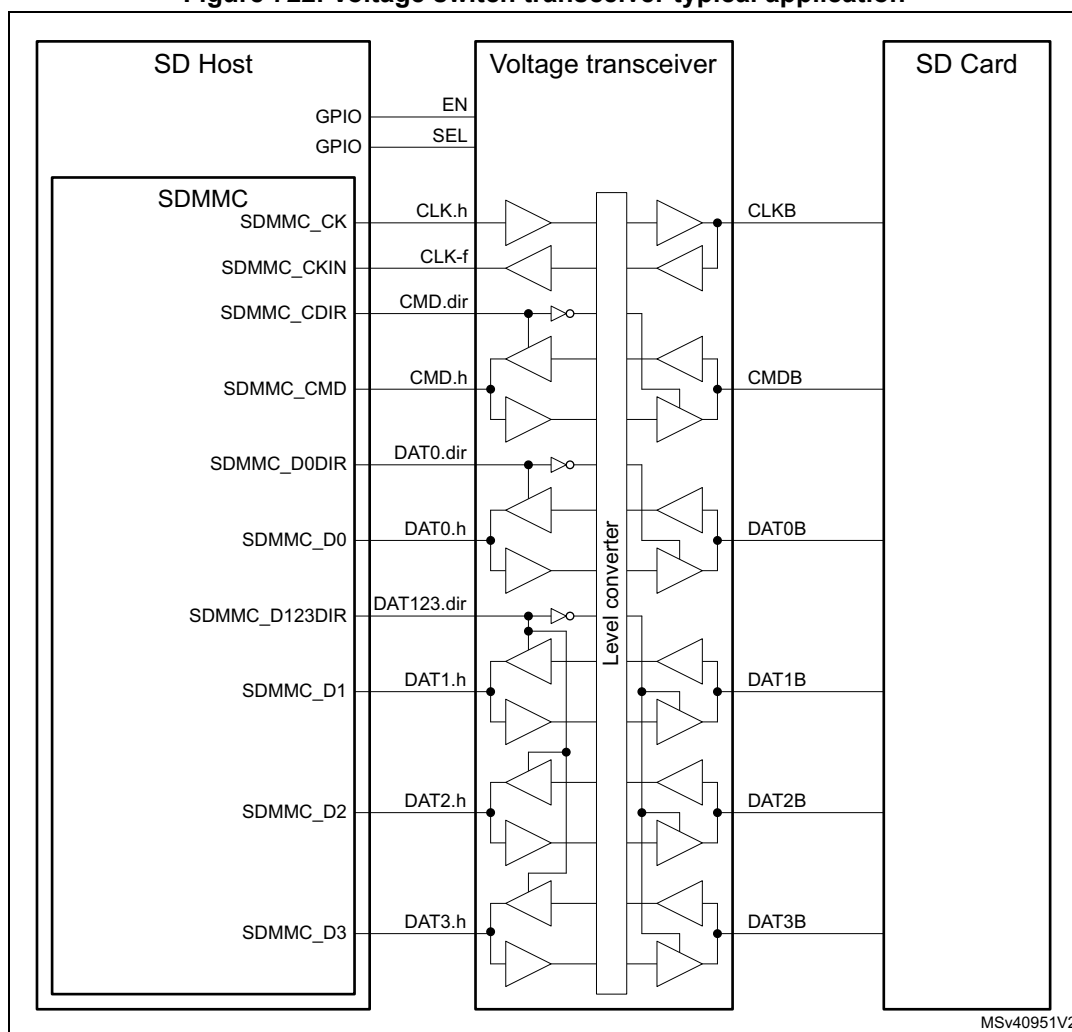 SD Host
Voltage transceiver
SD Card
GPIO
EN
GPIO
SEL
SDMMC
SDMMC_CK
CLK.h
CLKB
SDMMC_CKIN
CLK-f
SDMMC_CDIR
CMD.dir
SDMMC_CMD
CMD.h
CMDB
SDMMC_D0DIR
DAT0.dir
SDMMC_D0
DAT0.h
DAT0B
Level converter
SDMMC_D123DIR
DAT123.dir
SDMMC_D1
DAT1.h
DAT1B
SDMMC_D2
DAT2.h
DAT2B
SDMMC_D3
DAT3.h
DAT3B
MSv40951V2